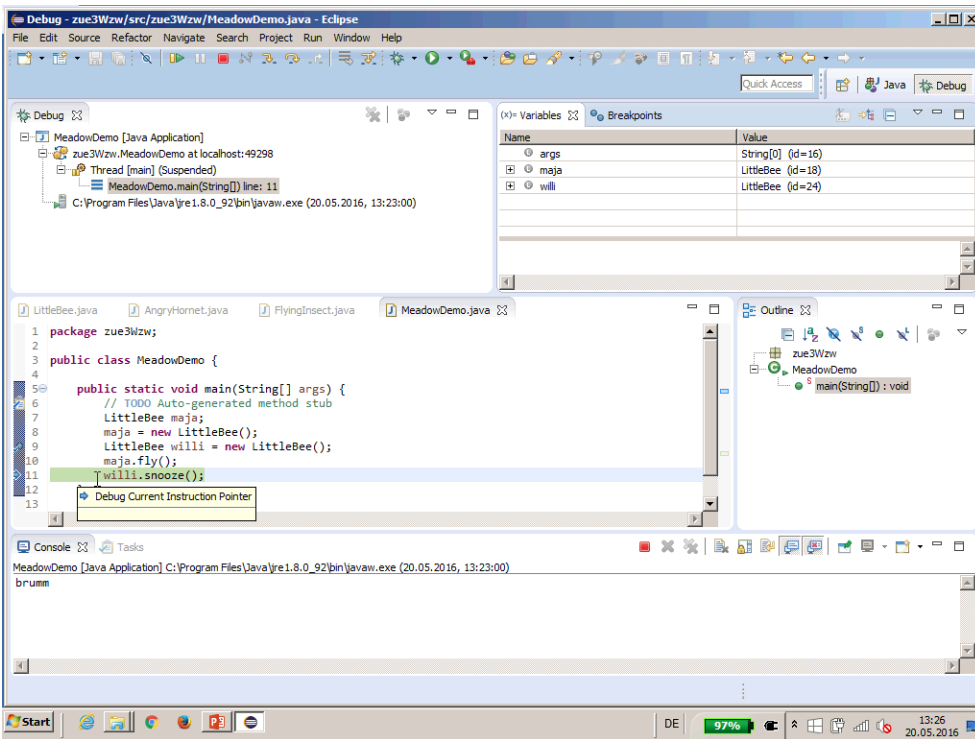 Debug - zue3Wzw/src/zue3Wzw/MeadowDemo.java - Eclipse
File Edit Source Refactor Navigate Search Project Run Window Help
Quick Access Java Debug
Debug
MeadowDemo [Java Application]
zue3Wzw.MeadowDemo at localhost:49298
Thread [main] (Suspended)
MeadowDemo.main(String[]) line: 11
C:\Program Files\Java\jre1.8.0_92\bin\javaw.exe (20.05.2016, 13:23:00)
(x)= Variables Breakpoints
Name Value
args String[0] (id=16)
maja LittleBee (id=18)
willi LittleBee (id=24)
LittleBee.java AngryHornet.java FlyingInsect.java MeadowDemo.java
1 package zue3Wzw;
2
3 public class MeadowDemo {
4
5 public static void main(String[] args) {
6 // TODO Auto-generated method stub
7 LittleBee maja;
8 maja = new LittleBee();
9 LittleBee willi = new LittleBee();
10 maja.fly();
11 willi.snooze();
12
13
Debug Current Instruction Pointer
Outline
zue3Wzw
MeadowDemo
S main(String[]) : void
Console Tasks
MeadowDemo [Java Application] C:\Program Files\Java\jre1.8.0_92\bin\javaw.exe (20.05.2016, 13:23:00)
brumm
Start DE 97% 13:26
20.05.2016